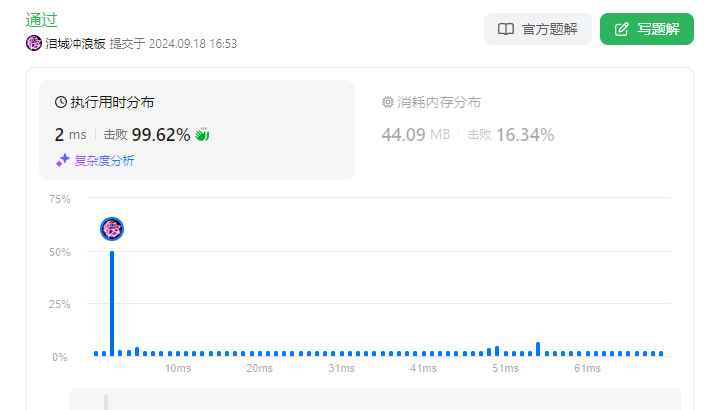 通过
泪城冲浪板 提交于 2024.09.18 16:53
官方题解
写题解
执行用时分布
2 ms 击败 99.62%
复杂度分析
消耗内存分布
44.09 MB 击败 16.34%
75%
50%
25%
0%
10ms 20ms 31ms 41ms 51ms 61ms